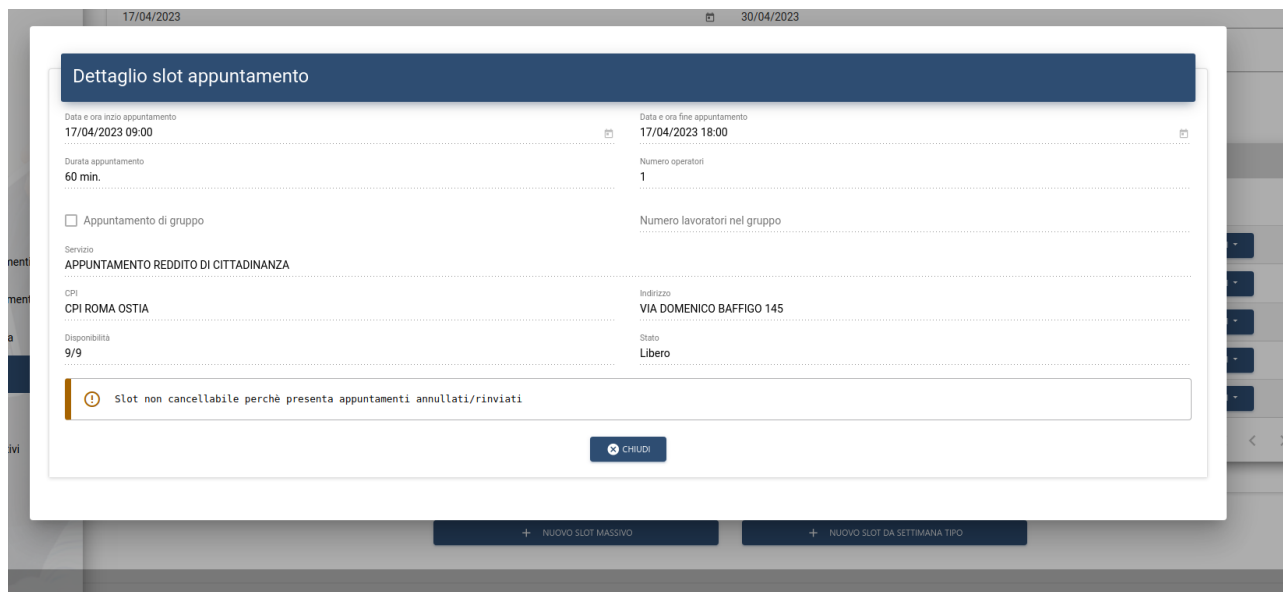 17/04/2023 30/04/2023
Dettaglio slot appuntamento
Data e ora inzio appuntamento Data e ora fine appuntamento
17/04/2023 09:00 17/04/2023 18:00
Durata appuntamento Numero operatori
60 min. 1
Appuntamento di gruppo Numero lavoratori nel gruppo
Servizio
APPUNTAMENTO REDDITO DI CITTADINANZA
CPI Indirizzo
CPI ROMA OSTIA VIA DOMENICO BAFFIGO 145
Disponibilità Stato
9/9 Libero
Slot non cancellabile perchè presenta appuntamenti annullati/rinviati
CHIUDI
NUOVO SLOT MASSIVO NUOVO SLOT DA SETTIMANA TIPO